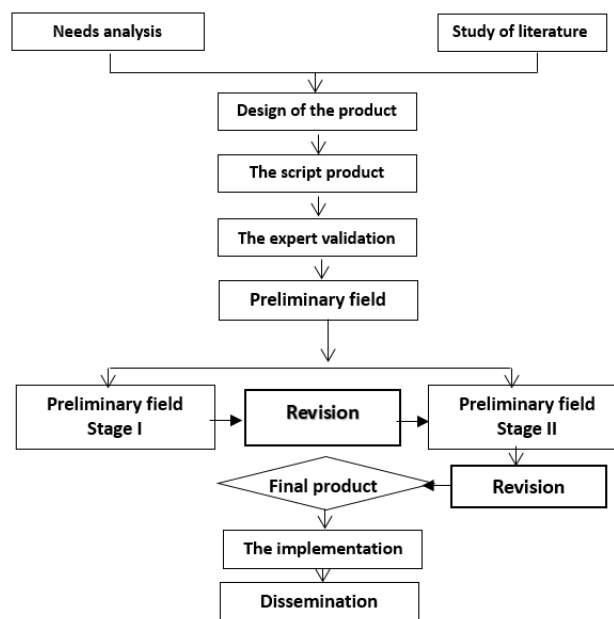 Needs analysis
Study of literature
Design of the product
The script product
The expert validation
Preliminary field
Preliminary field
Stage I
Revision
Preliminary field
Stage II
Final product
Revision
The implementation
Dissemination